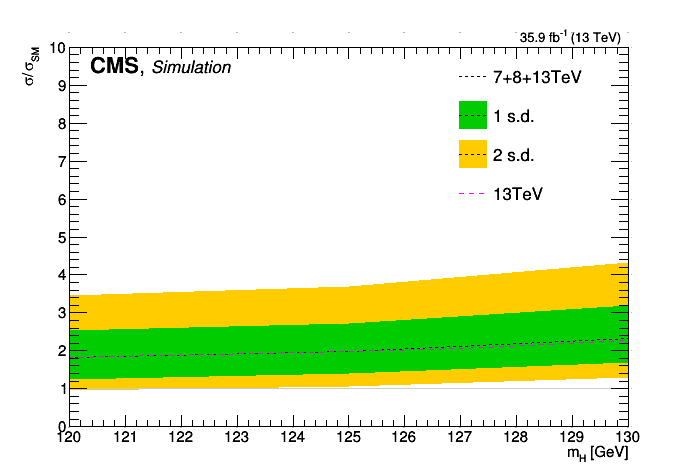 35.9 fb⁻¹ (13 TeV)
CMS, Simulation
σ/σSM
7+8+13TeV
1 s.d.
2 s.d.
13TeV
10
9
8
7
6
5
4
3
2
1
0
120 121 122 123 124 125 126 127 128 129 130
mH [GeV]